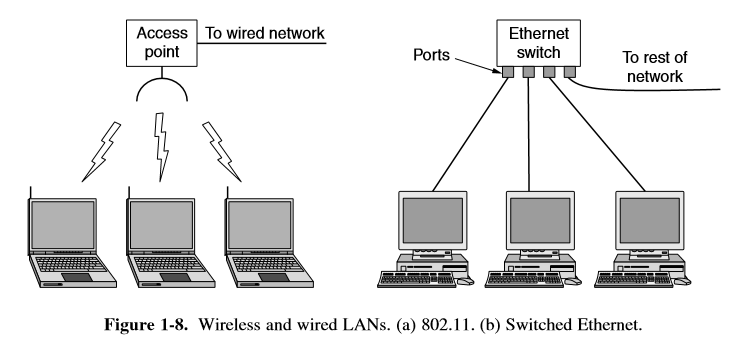 Access
point
To wired network
Ethernet
switch
Ports
To rest of
network
Figure 1-8. Wireless and wired LANs. (a) 802.11. (b) Switched Ethernet.